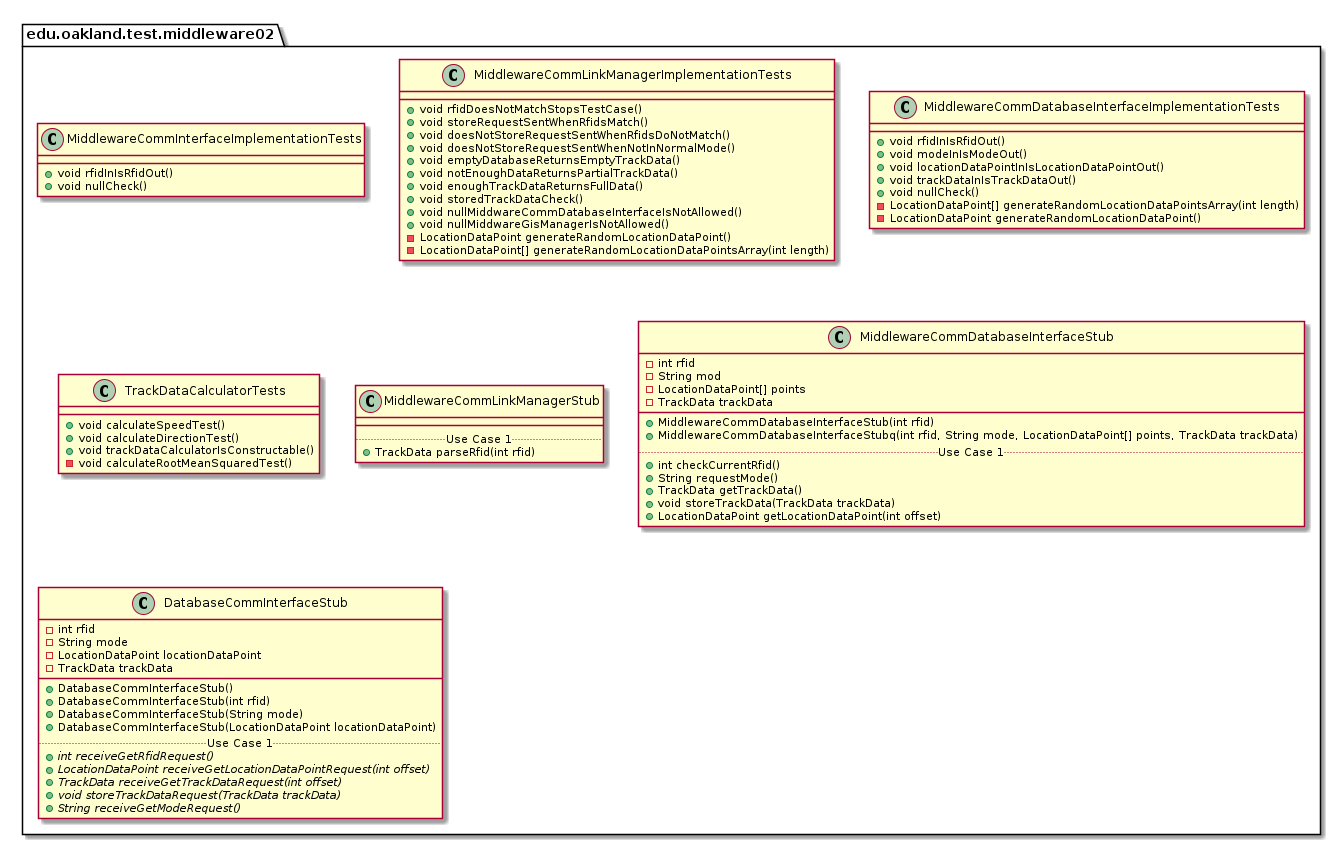 edu.oakland.test.middleware02
C MiddlewareCommInterfaceImplementationTests
void rfidInIsRfidOut()
void nullCheck()
C MiddlewareCommLinkManagerImplementationTests
void rfidDoesNotMatchStopsTestCase()
void storeRequestSentWhenRfidsMatch()
void doesNotStoreRequestSentWhenRfidsDoNotMatch()
void doesNotStoreRequestSentWhenNotInNormalMode()
void emptyDatabaseReturnsEmptyTrackData()
void notEnoughDataReturnsPartialTrackData()
void enoughTrackDataReturnsFullData()
void storedTrackDataCheck()
void nullMiddwareCommDatabaseInterfaceIsNotAllowed()
void nullMiddwareGisManagerIsNotAllowed()
LocationDataPoint generateRandomLocationDataPoint()
LocationDataPoint[] generateRandomLocationDataPointsArray(int length)
C MiddlewareCommDatabaseInterfaceImplementationTests
void rfidInIsRfidOut()
void modeInIsModeOut()
void locationDataPointInIsLocationDataPointOut()
void trackDataInIsTrackDataOut()
void nullCheck()
LocationDataPoint[] generateRandomLocationDataPointsArray(int length)
LocationDataPoint generateRandomLocationDataPoint()
C TrackDataCalculatorTests
void calculateSpeedTest()
void calculateDirectionTest()
void trackDataCalculatorIsConstructable()
void calculateRootMeanSquaredTest()
C MiddlewareCommLinkManagerStub
Use Case 1
TrackData parseRfid(int rfid)
C MiddlewareCommDatabaseInterfaceStub
int rfid
String mod
LocationDataPoint[] points
TrackData trackData
MiddlewareCommDatabaseInterfaceStub(int rfid)
MiddlewareCommDatabaseInterfaceStubq(int rfid, String mode, LocationDataPoint[] points, TrackData trackData)
Use Case 1
int checkCurrentRfid()
String requestMode()
TrackData getTrackData()
void storeTrackData(TrackData trackData)
LocationDataPoint getLocationDataPoint(int offset)
C DatabaseCommInterfaceStub
int rfid
String mode
LocationDataPoint locationDataPoint
TrackData trackData
DatabaseCommInterfaceStub()
DatabaseCommInterfaceStub(int rfid)
DatabaseCommInterfaceStub(String mode)
DatabaseCommInterfaceStub(LocationDataPoint locationDataPoint)
Use Case 1
int receiveGetRfidRequest()
LocationDataPoint receiveGetLocationDataPointRequest(int offset)
TrackData receiveGetTrackDataRequest(int offset)
void storeTrackDataRequest(TrackData trackData)
String receiveGetModeRequest()